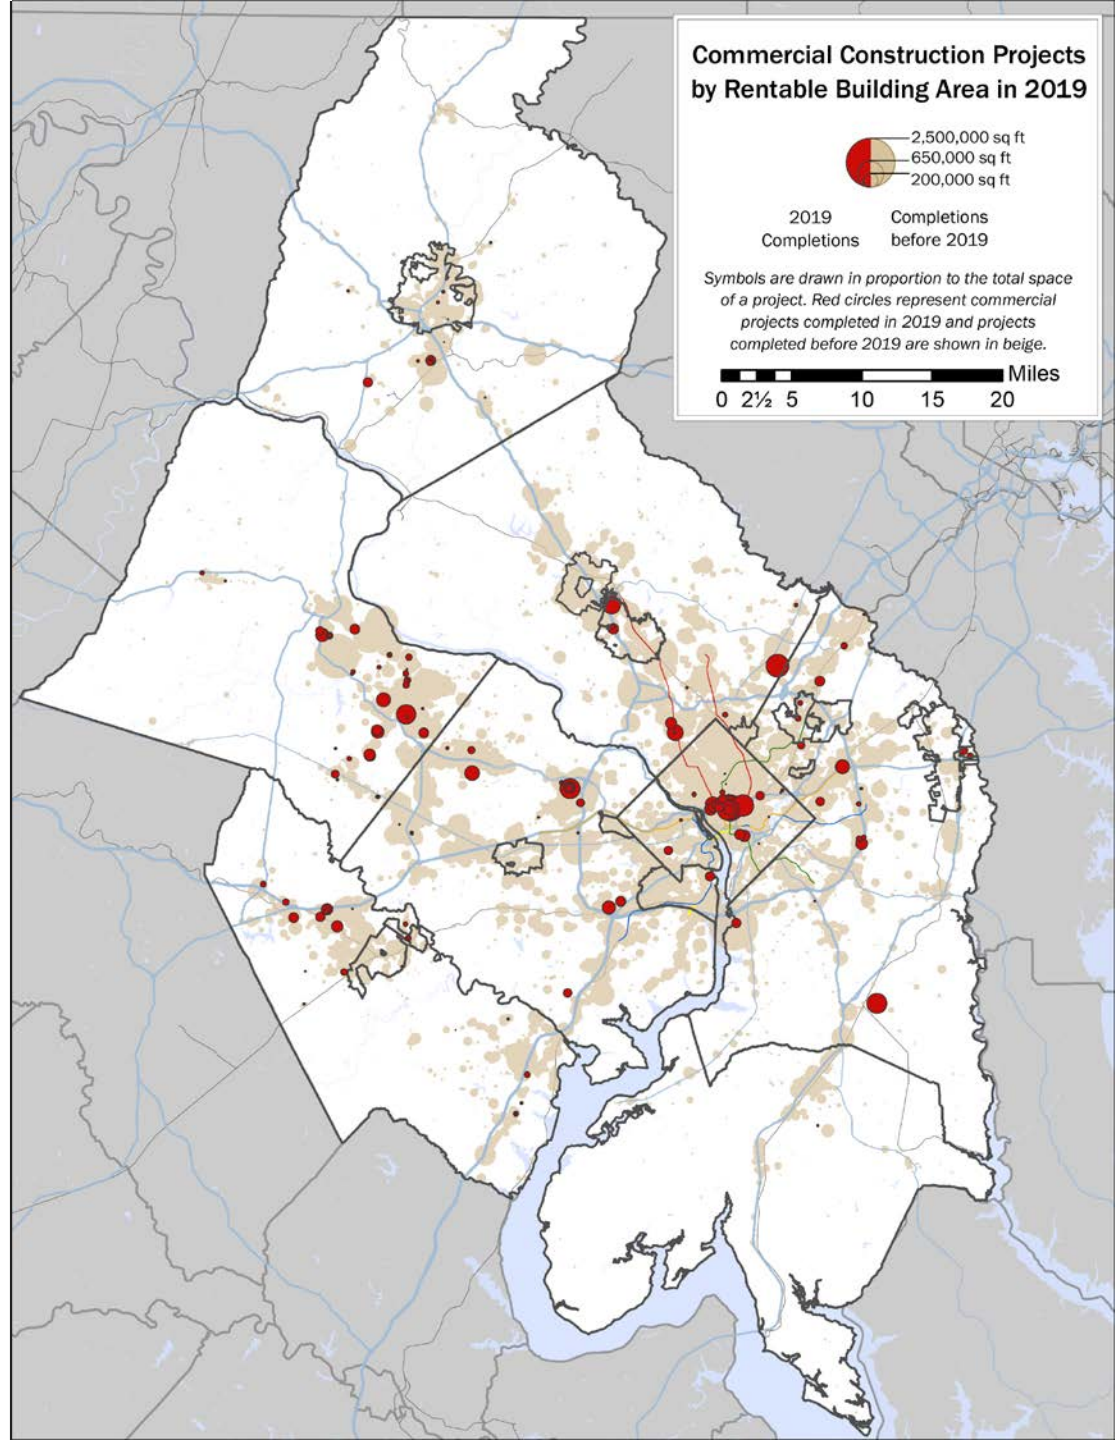 Commercial Construction Projects
by Rentable Building Area in 2019
2,500,000 sq ft
650,000 sq ft
200,000 sq ft
2019
Completions
Completions
before 2019
Symbols are drawn in proportion to the total space
of a project. Red circles represent commercial
projects completed in 2019 and projects
completed before 2019 are shown in beige.
Miles
0 2½ 5 10 15 20